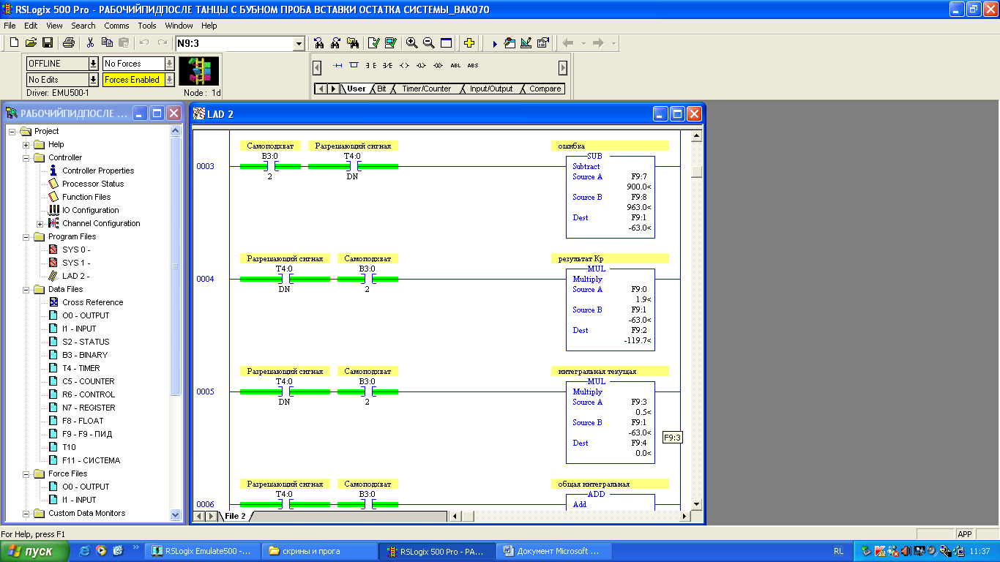 RSLogix 500 Pro - РАБОЧИЙПИДПОСЛЕ ТАНЦЫ С БУБНОМ ПРОБА ВСТАВКИ ОСТАТКА СИСТЕМЫ_BAK070
File Edit View Search Comms Tools Window Help
N9:3
OFFLINE No Forces
No Edits Forces Enabled
Driver: EMU500-1 Node : 1d
ABL ABS
User Bit Timer/Counter Input/Output Compare
РАБОЧИЙПИДПОСЛЕ ...
Project
Help
Controller
Controller Properties
Processor Status
Function Files
IO Configuration
Channel Configuration
Program Files
SYS 0 -
SYS 1 -
LAD 2 -
Data Files
Cross Reference
O0 - OUTPUT
I1 - INPUT
S2 - STATUS
B3 - BINARY
T4 - TIMER
C5 - COUNTER
R6 - CONTROL
N7 - REGISTER
F8 - FLOAT
F9 - F9 - ПИД
T10
F11 - СИСТЕМА
Force Files
O0 - OUTPUT
I1 - INPUT
Custom Data Monitors
LAD 2
Самоподхват Разрешающий сигнал ошибка
B3:0 T4:0 SUB
0003
2 DN
Subtract
Source A F9:7
900.0<
Source B F9:8
963.0<
Dest F9:1
-63.0<
Разрешающий сигнал Самоподхват результат Кр
T4:0 B3:0 MUL
0004
DN 2
Multiply
Source A F9:0
1.9<
Source B F9:1
-63.0<
Dest F9:2
-119.7<
Разрешающий сигнал Самоподхват интегральная текущая
T4:0 B3:0 MUL
0005
DN 2
Multiply
Source A F9:3
0.5<
Source B F9:1
-63.0<
Dest F9:4
0.0<
F9:3
Разрешающий сигнал Самоподхват общая интегральная
T4:0 B3:0 ADD
0006 Add
File 2
For Help, press F1 APP
пуск RSLogix Emulate500 -... скрины и прога RSLogix 500 Pro - РА... Документ Microsoft ... RL 11:37